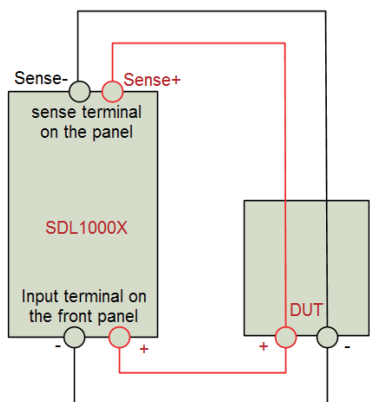 Sense-
Sense+
sense terminal
on the panel
SDL1000X
Input terminal on
the front panel
DUT
-
+
+
-